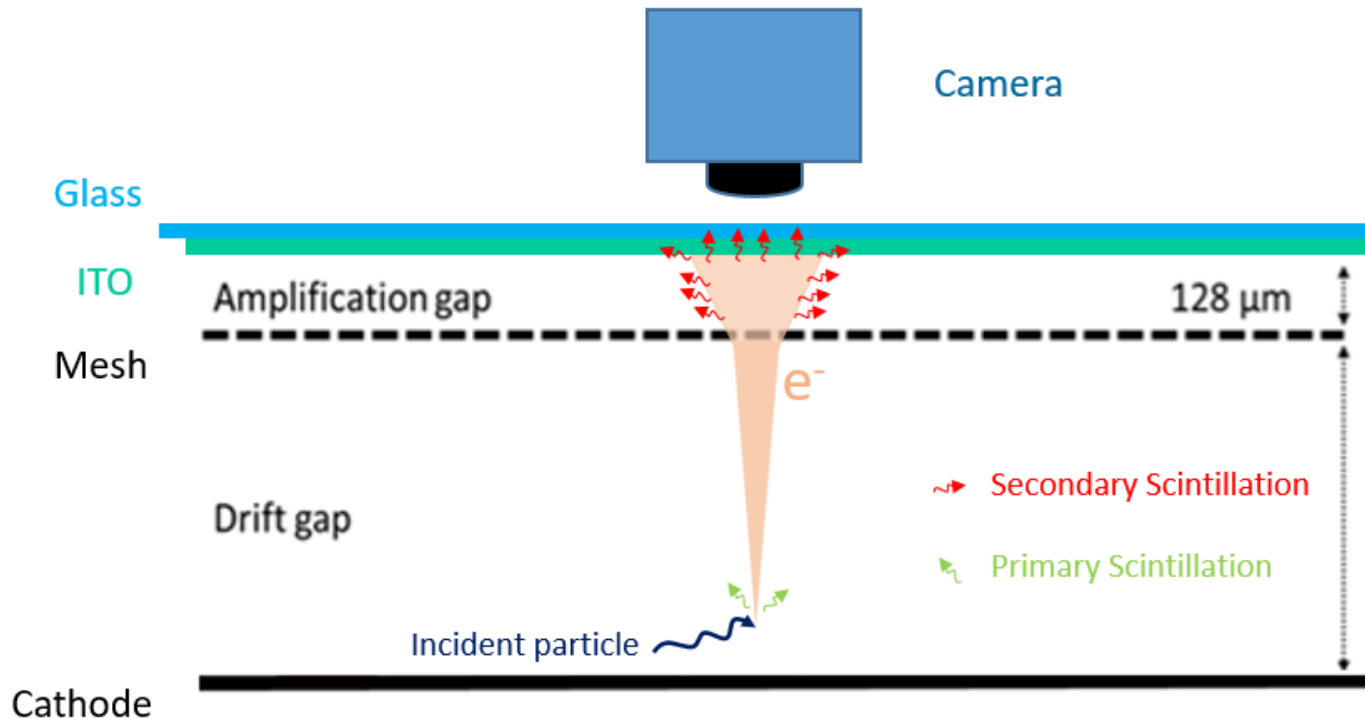 Camera
Glass
ITO
Amplification gap
128 µm
Mesh
e-
Secondary Scintillation
Drift gap
Primary Scintillation
Incident particle
Cathode